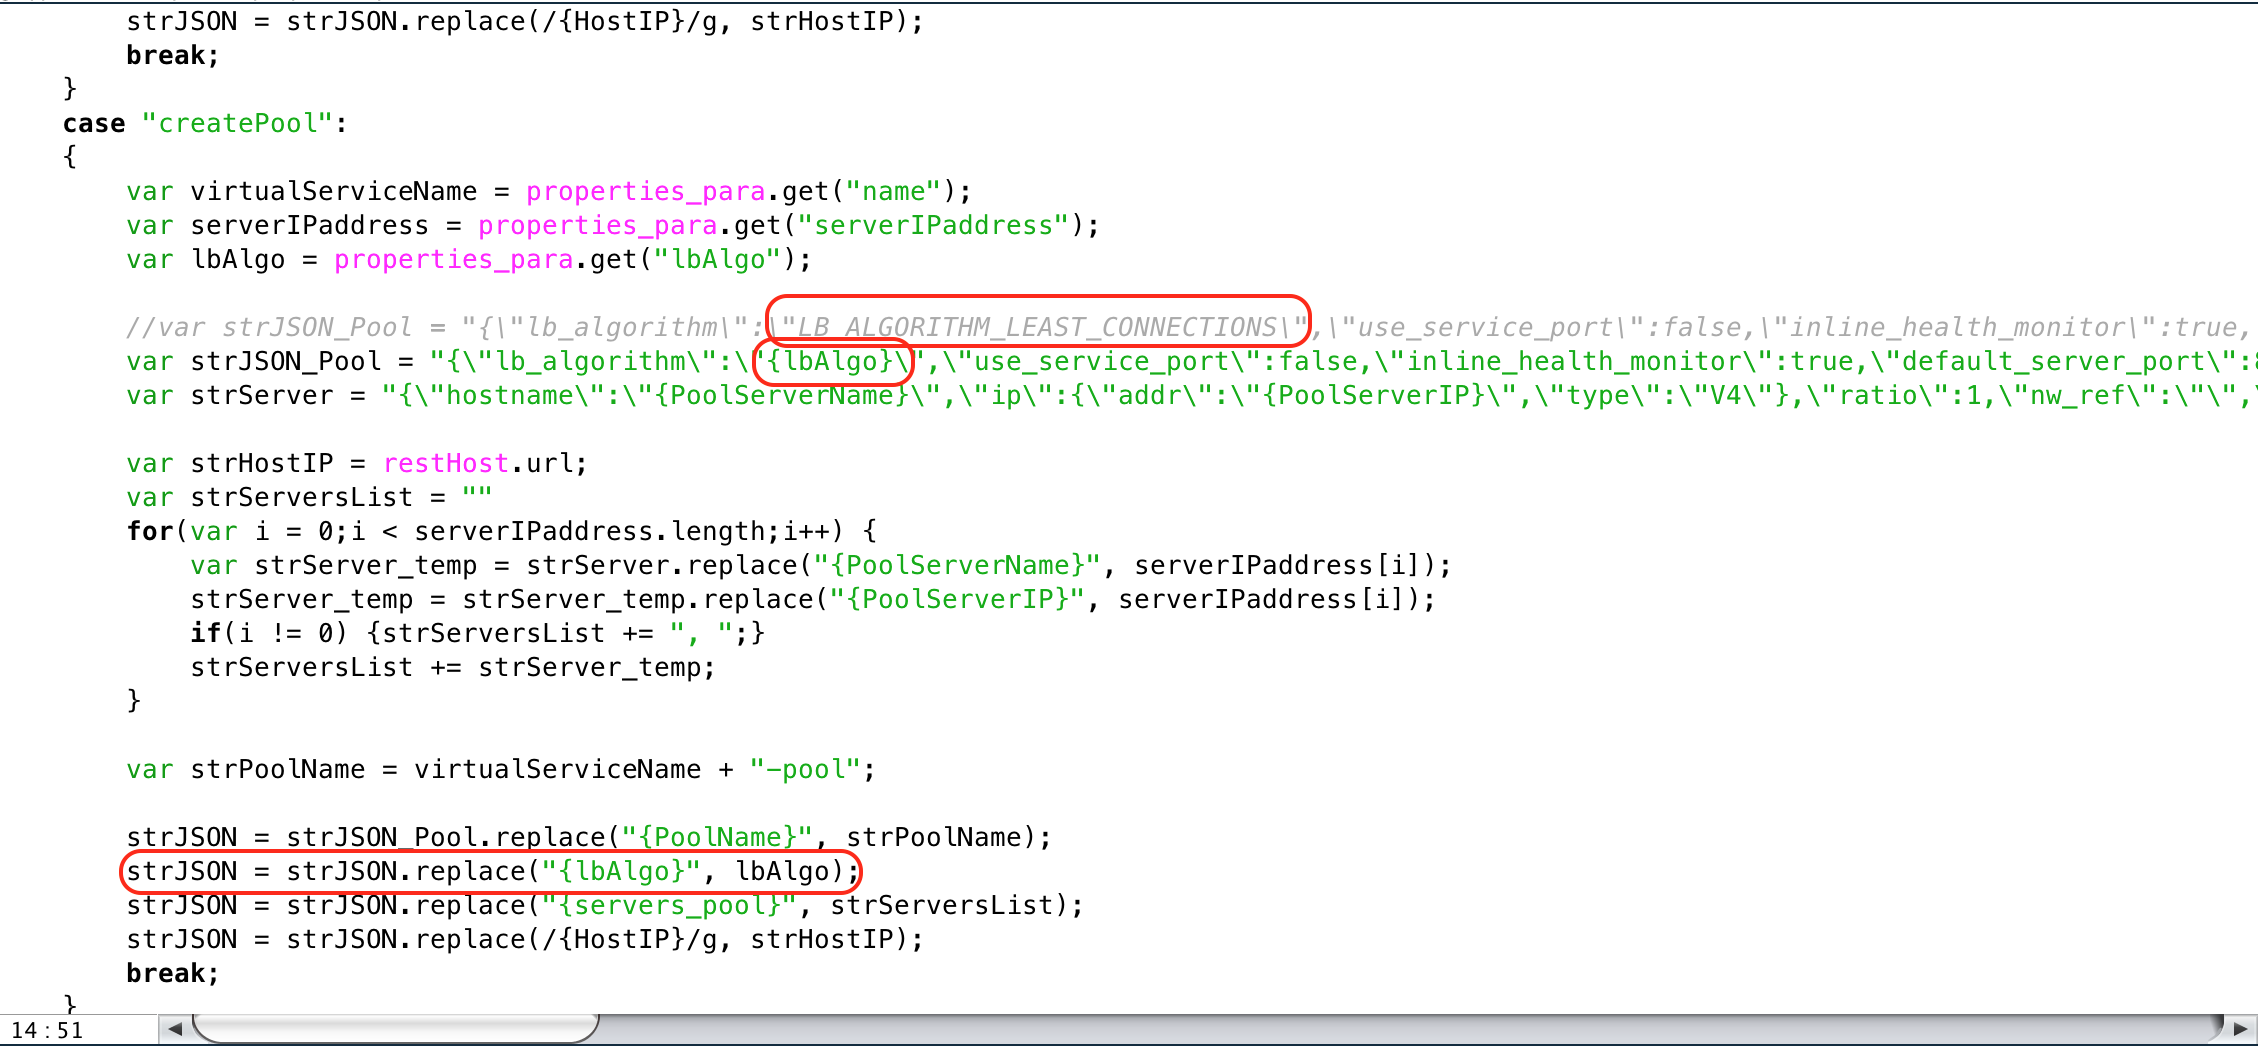 strJSON = strJSON.replace(/{HostIP}/g, strHostIP);
break;
}
case "createPool":
{
var virtualServiceName = properties_para.get("name");
var serverIPaddress = properties_para.get("serverIPaddress");
var lbAlgo = properties_para.get("lbAlgo");
//var strJSON_Pool = "{\"lb_algorithm\":\"LB_ALGORITHM_LEAST_CONNECTIONS\",\"use_service_port\":false,\"inline_health_monitor\":true,
var strJSON_Pool = "{\"lb_algorithm\":\"{lbAlgo}\",\"use_service_port\":false,\"inline_health_monitor\":true,\"default_server_port\":8
var strServer = "{\"hostname\":\"{PoolServerName}\",\"ip\":{\"addr\":\"{PoolServerIP}\",\"type\":\"V4\"},\"ratio\":1,\"nw_ref\":\"\",\
var strHostIP = restHost.url;
var strServersList = ""
for(var i = 0;i < serverIPaddress.length;i++) {
var strServer_temp = strServer.replace("{PoolServerName}", serverIPaddress[i]);
strServer_temp = strServer_temp.replace("{PoolServerIP}", serverIPaddress[i]);
if(i != 0) {strServersList += ", ";}
strServersList += strServer_temp;
}
var strPoolName = virtualServiceName + "-pool";
strJSON = strJSON_Pool.replace("{PoolName}", strPoolName);
strJSON = strJSON.replace("{lbAlgo}", lbAlgo);
strJSON = strJSON.replace("{servers_pool}", strServersList);
strJSON = strJSON.replace(/{HostIP}/g, strHostIP);
break;
}
14:51